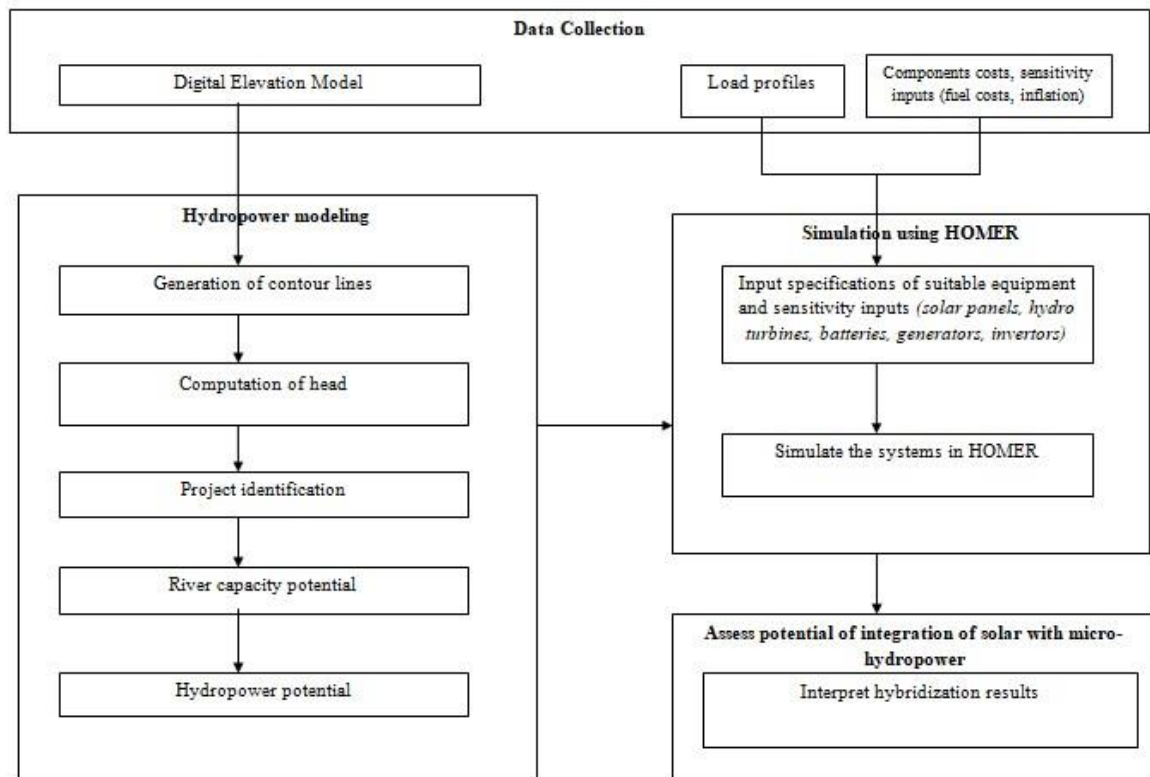 Data Collection
Digital Elevation Model
Load profiles
Components costs, sensitivity
inputs (fuel costs, inflation)
Hydropower modeling
Generation of contour lines
Computation of head
Project identification
River capacity potential
Hydropower potential
Simulation using HOMER
Input specifications of suitable equipment
and sensitivity inputs (solar panels, hydro
turbines, batteries, generators, invertors)
Simulate the systems in HOMER
Assess potential of integration of solar with micro-
hydropower
Interpret hybridization results